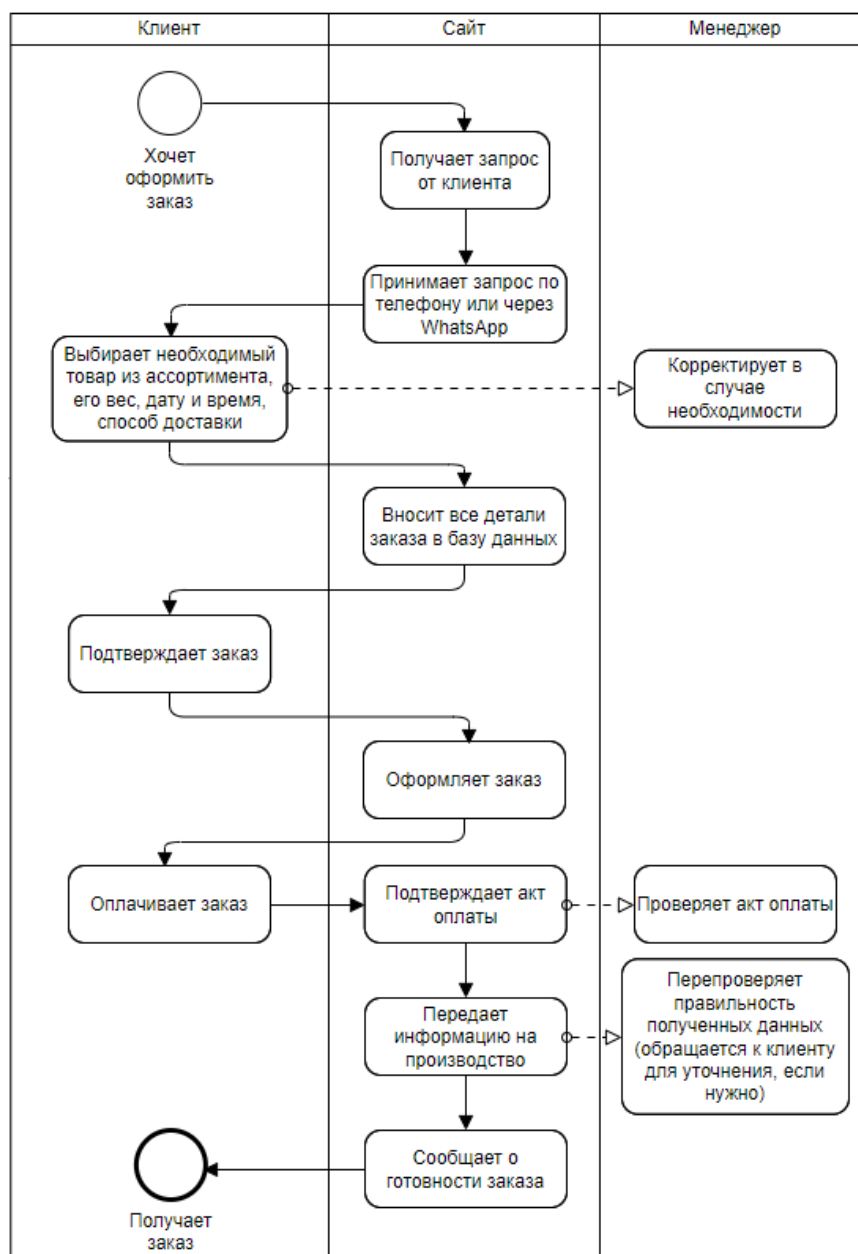 Клиент
Сайт
Менеджер
Хочет
оформить
заказ
Получает запрос
от клиента
Принимает запрос по
телефону или через
WhatsApp
Выбирает необходимый
товар из ассортимента,
его вес, дату и время,
способ доставки
Корректирует в
случае
необходимости
Вносит все детали
заказа в базу данных
Подтверждает заказ
Оформляет заказ
Оплачивает заказ
Подтверждает акт
оплаты
Проверяет акт оплаты
Передает
информацию на
производство
Перепроверяет
правильность
полученных данных
(обращается к клиенту
для уточнения, если
нужно)
Сообщает о
готовности заказа
Получает
заказ